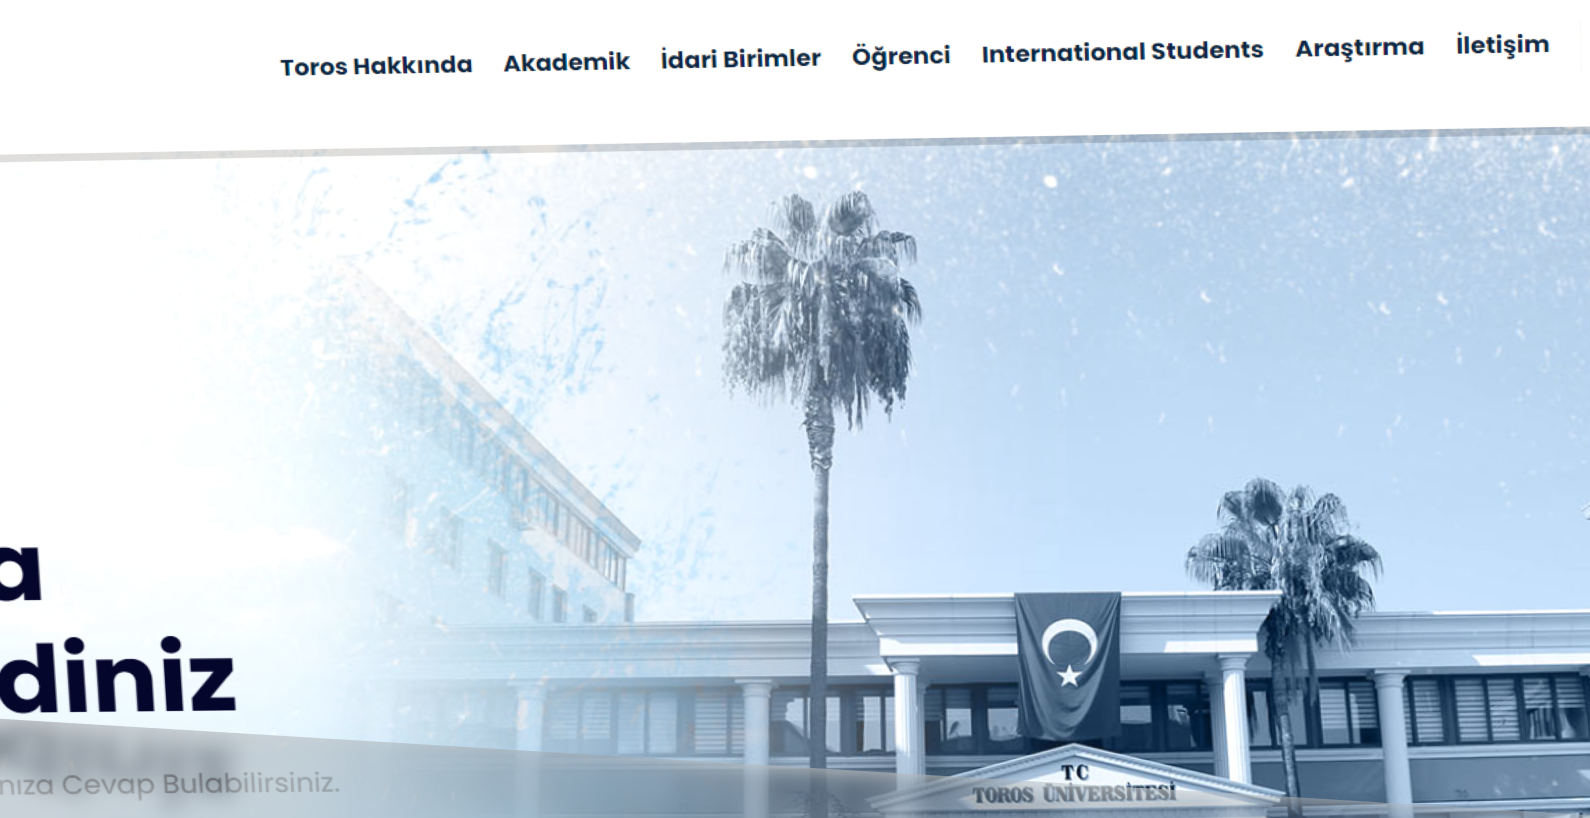 Toros Hakkında Akademik İdari Birimler Öğrenci International Students Araştırma İletişim
a
diniz
nıza Cevap Bulabilirsiniz.
TC
TOROS ÜNİVERSİTESİ